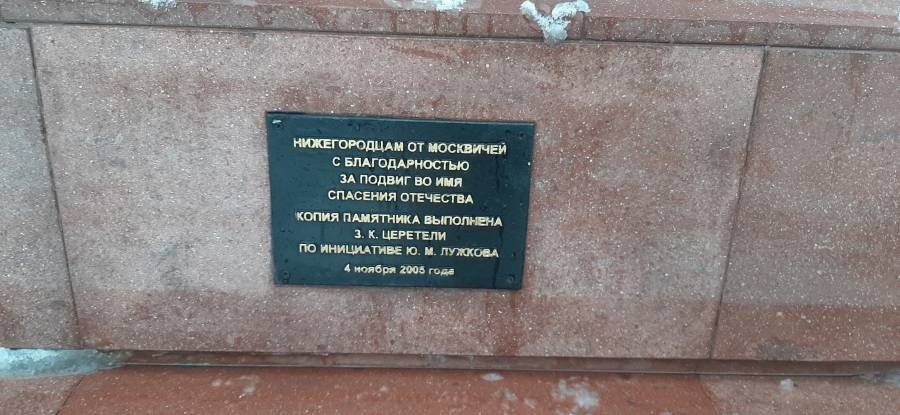 НИЖЕГОРОДЦАМ ОТ МОСКВИЧЕЙ
С БЛАГОДАРНОСТЬЮ
ЗА ПОДВИГ ВО ИМЯ
СПАСЕНИЯ ОТЕЧЕСТВА
КОПИЯ ПАМЯТНИКА ВЫПОЛНЕНА
З. К. ЦЕРЕТЕЛИ
ПО ИНИЦИАТИВЕ Ю. М. ЛУЖКОВА
4 ноября 2005 года